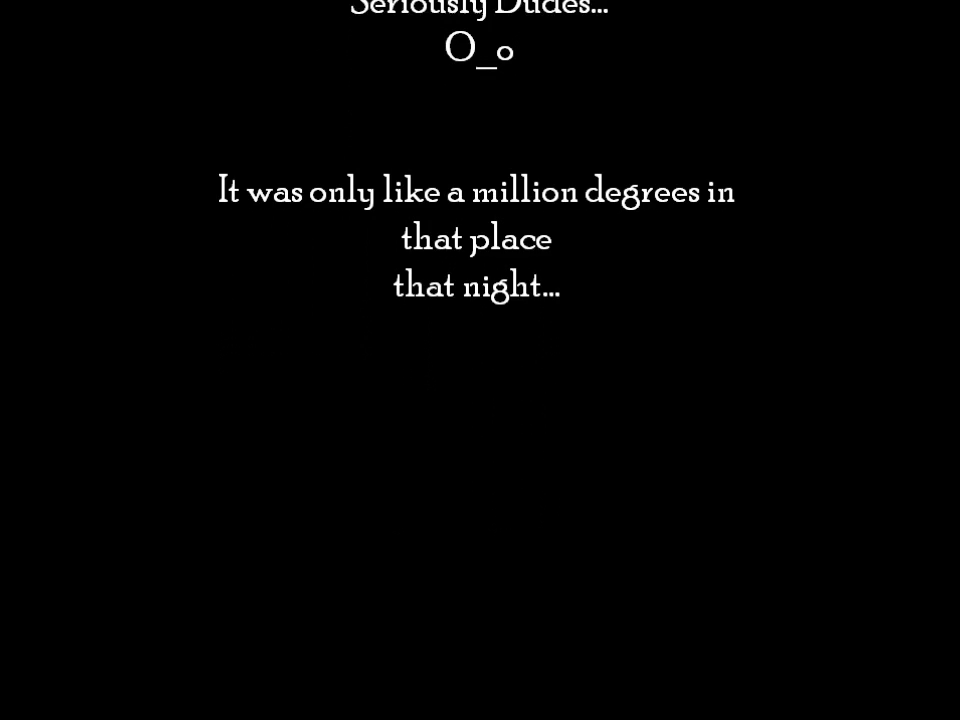 Seriously Dudes...
O_o
It was only like a million degrees in
that place
that night...